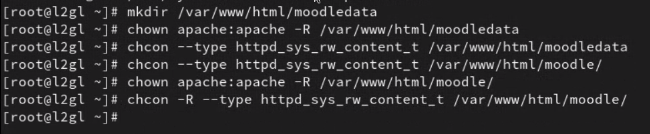 [root@l2gl ~]# mkdir /var/www/html/moodledata
[root@l2gl ~]# chown apache:apache -R /var/www/html/moodledata
[root@l2gl ~]# chcon --type httpd_sys_rw_content_t /var/www/html/moodledata
[root@l2gl ~]# chcon --type httpd_sys_rw_content_t /var/www/html/moodle/
[root@l2gl ~]# chown apache:apache -R /var/www/html/moodle/
[root@l2gl ~]# chcon -R --type httpd_sys_rw_content_t /var/www/html/moodle/
[root@l2gl ~]#